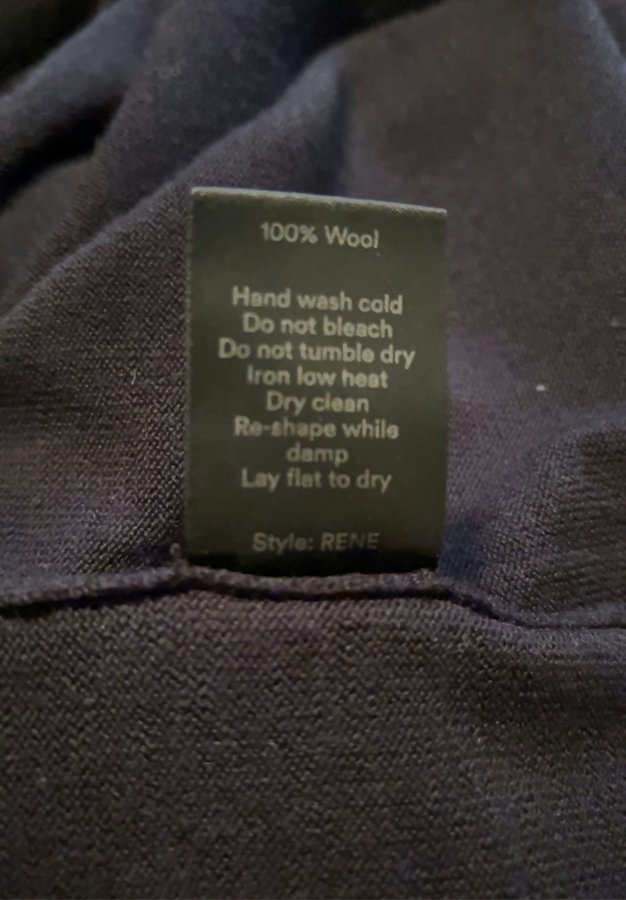 100% Wool
Hand wash cold
Do not bleach
Do not tumble dry
Iron low heat
Dry clean
Re-shape while
damp
Lay flat to dry
Style: RENE